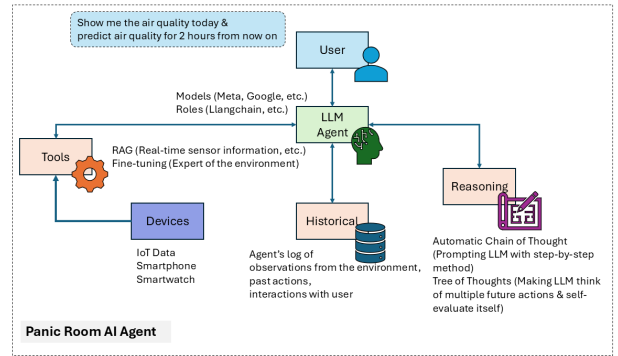 Show me the air quality today &
predict air quality for 2 hours from now on
User
Models (Meta, Google, etc.)
Roles (Llangchain, etc.)
LLM
Agent
Tools
RAG (Real-time sensor information, etc.)
Fine-tuning (Expert of the environment)
Reasoning
Devices
Historical
IoT Data
Smartphone
Smartwatch
Agent's log of
observations from the environment,
past actions,
interactions with user
Automatic Chain of Thought
(Prompting LLM with step-by-step
method)
Tree of Thoughts (Making LLM think
of multiple future actions & self-
evaluate itself)
Panic Room AI Agent